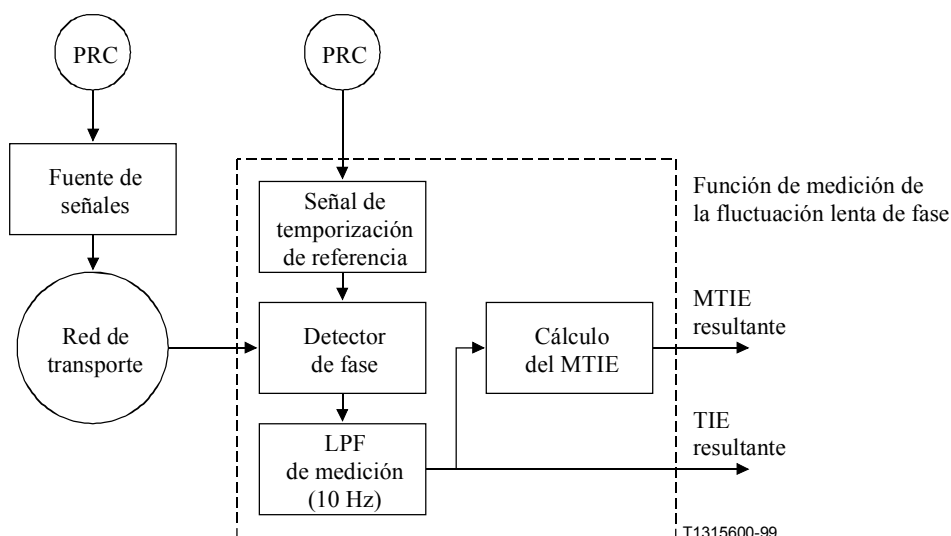 PRC
PRC
Fuente de
señales
Señal de
temporización
de referencia
Función de medición de
la fluctuación lenta de fase
Red de
transporte
Detector
de fase
Cálculo
del MTIE
MTIE
resultante
LPF
de medición
(10 Hz)
TIE
resultante
T1315600-99